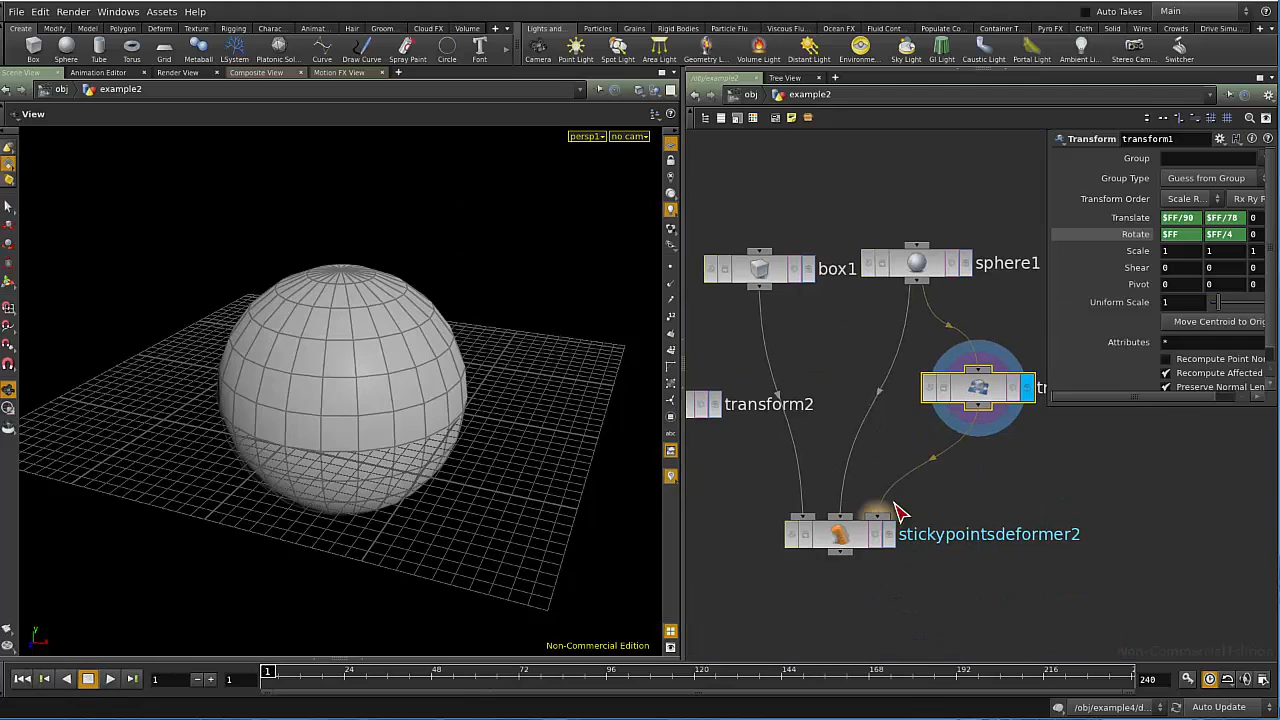 File Edit Render Windows Assets Help Auto Takes Main
Create Modify Model Polygon Deform Texture Rigging Charac... Animat... Hair Groom... Cloud FX Volume
Box Sphere Tube Torus Grid Metaball LSystem Platonic Sol... Curve Draw Curve Spray Paint Circle Font
Lights and... Particles Grains Rigid Bodies Particle Flu... Viscous Flu... Ocean FX Fluid Cont... Populate Co... Container T... Pyro FX Cloth Solid Wires Crowds Drive Simu...
Camera Point Light Spot Light Area Light Geometry L... Volume Light Distant Light Environme... Sky Light GI Light Caustic Light Portal Light Ambient Li... Stereo Cam... Switcher
Scene View Animation Editor Render View Composite View Motion FX View
/obj/example2 Tree View
obj example2
obj example2
View
persp1 no cam
Transform transform1
Group
Group Type Guess from Group
Transform Order Scale R... Rx Ry R
Translate $FF/90 $FF/78 0
Rotate $FF $FF/4 0
Scale 1 1 1
Shear 0 0 0
Pivot 0 0 0
Uniform Scale 1
Move Centroid to Orig
Attributes *
Recompute Point No
Recompute Affected
Preserve Normal Len
box1
sphere1
transform2
tr
stickypointsdeformer2
abc
y
Non-Commercial Edition
Non-Commercial Edition
1 1 1 24 48 72 96 120 144 168 192 216 240
/obj/example4/d... Auto Update